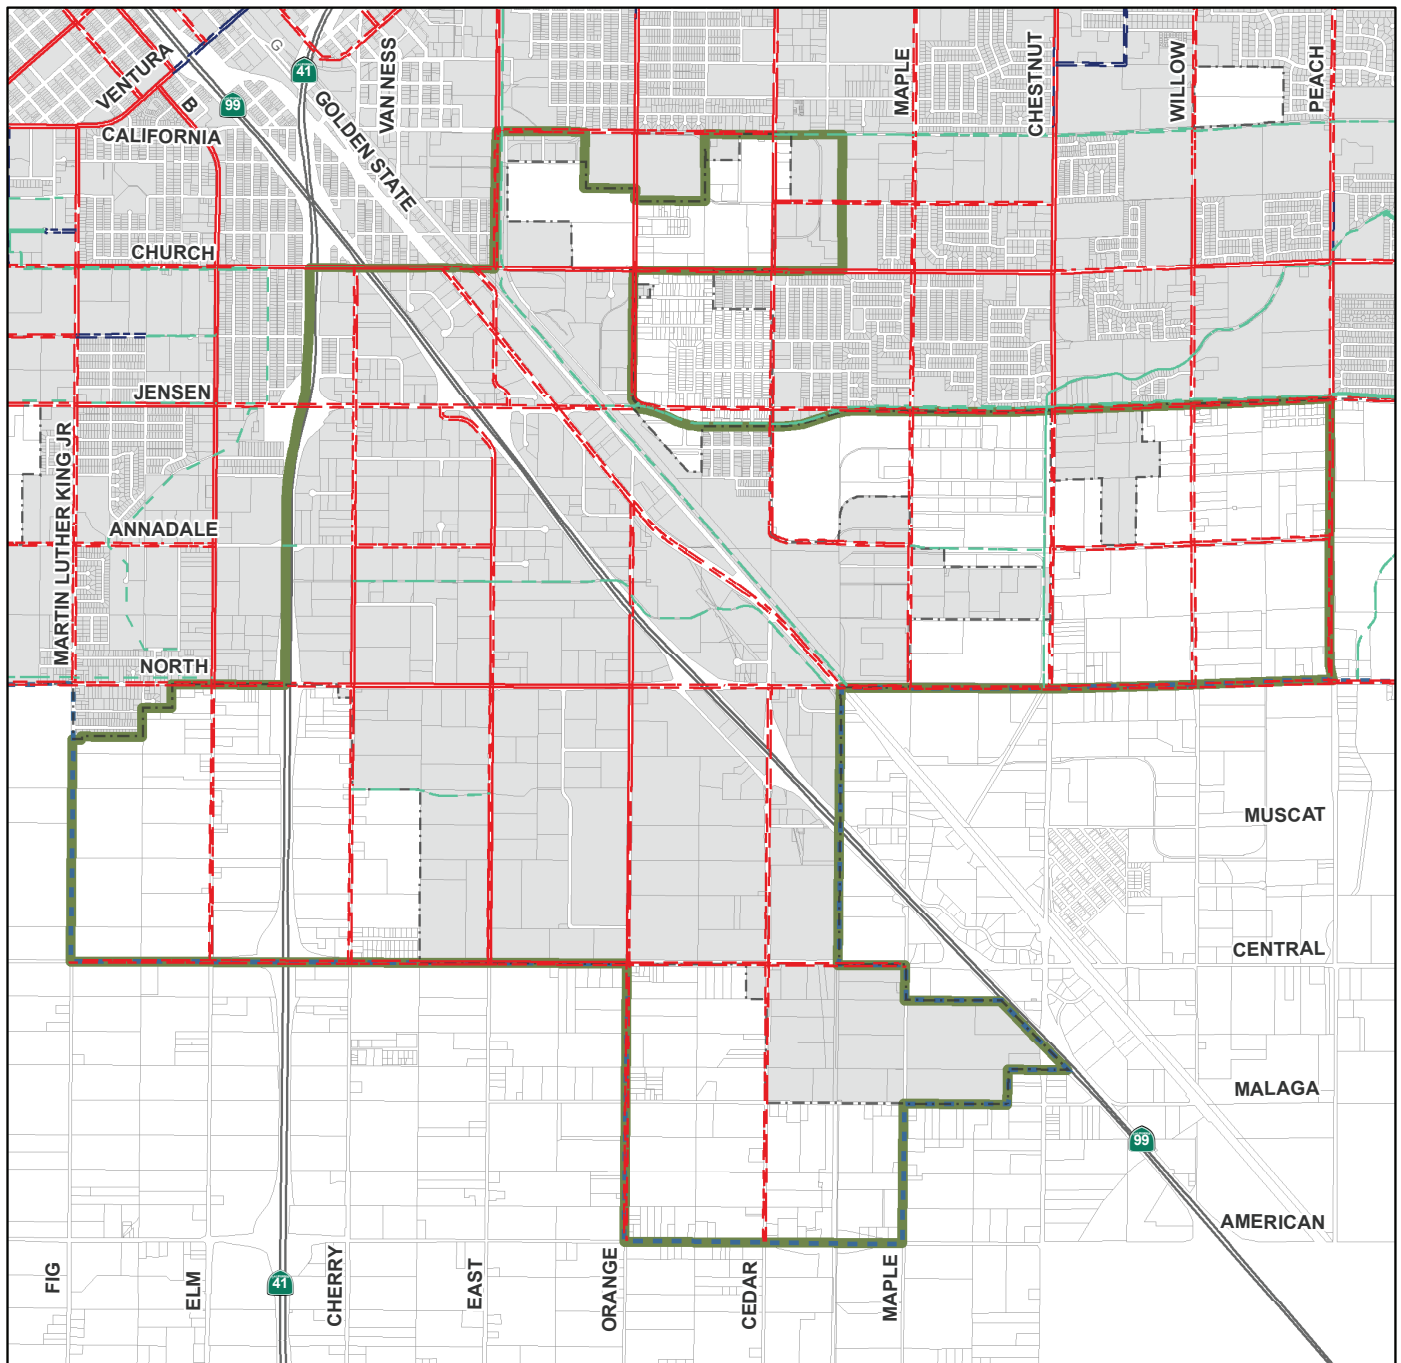 G
41
VENTURA
B
99
GOLDEN STATE
VAN NESS
MAPLE
CHESTNUT
WILLOW
PEACH
CALIFORNIA
CHURCH
JENSEN
MARTIN LUTHER KING JR
ANNADALE
NORTH
MUSCAT
CENTRAL
MALAGA
99
AMERICAN
FIG
ELM
41
CHERRY
EAST
ORANGE
CEDAR
MAPLE